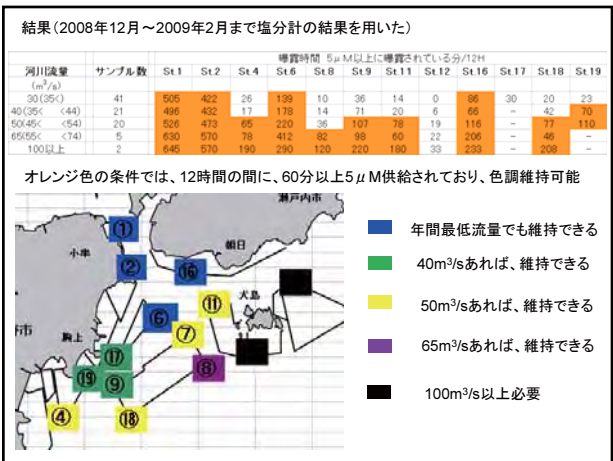 結果(2008年12月～2009年2月まで塩分計の結果を用いた)
曝露時間 5μM以上に曝露されている分/12H
河川流量 サンプル数 St.1 St.2 St.4 St.6 St.8 St.9 St.11 St.12 St.16 St.17 St.18 St.19
(m³/s)
30(35<) 41 505 422 26 139 10 36 14 0 86 30 20 23
40(35< <44) 21 496 432 17 178 14 71 20 6 66 - 42 70
50(45< <54) 20 526 473 65 220 36 107 78 19 116 - 77 110
65(55< <74) 5 630 570 78 412 82 98 60 22 206 - 46 -
100以上 2 645 570 190 290 120 220 180 33 233 - 208 -
オレンジ色の条件では、12時間の間に、60分以上5μM供給されており、色調維持可能
瀬戸内市
①
小串
朝日
②
⑯
犬島
⑪
⑥
⑦
野市
胸上
⑰
⑧
⑲
⑨
④
⑱
年間最低流量でも維持できる
40m³/sあれば、維持できる
50m³/sあれば、維持できる
65m³/sあれば、維持できる
100m³/s以上必要